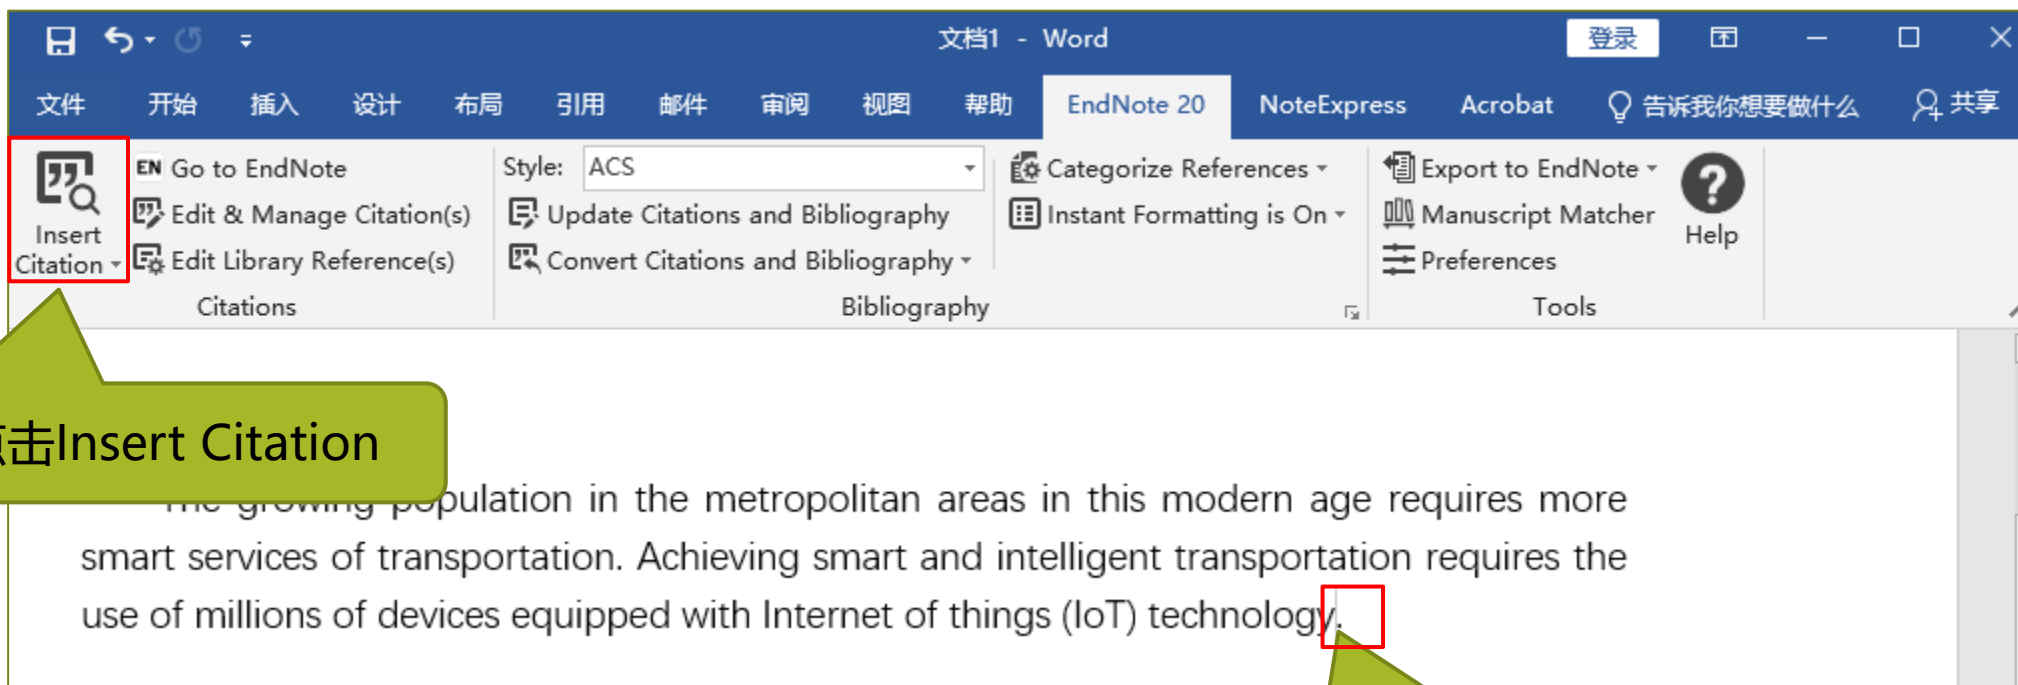 文档1 - Word
登录
文件 开始 插入 设计 布局 引用 邮件 审阅 视图 帮助 EndNote 20 NoteExpress Acrobat 告诉我你想要做什么 共享
Insert Citation
EN Go to EndNote
Edit & Manage Citation(s)
Edit Library Reference(s)
Citations
Style: ACS
Update Citations and Bibliography
Convert Citations and Bibliography
Categorize References
Instant Formatting is On
Bibliography
Export to EndNote
Manuscript Matcher
Preferences
Help
Tools
点击Insert Citation
The growing population in the metropolitan areas in this modern age requires more
smart services of transportation. Achieving smart and intelligent transportation requires the
use of millions of devices equipped with Internet of things (IoT) technology.